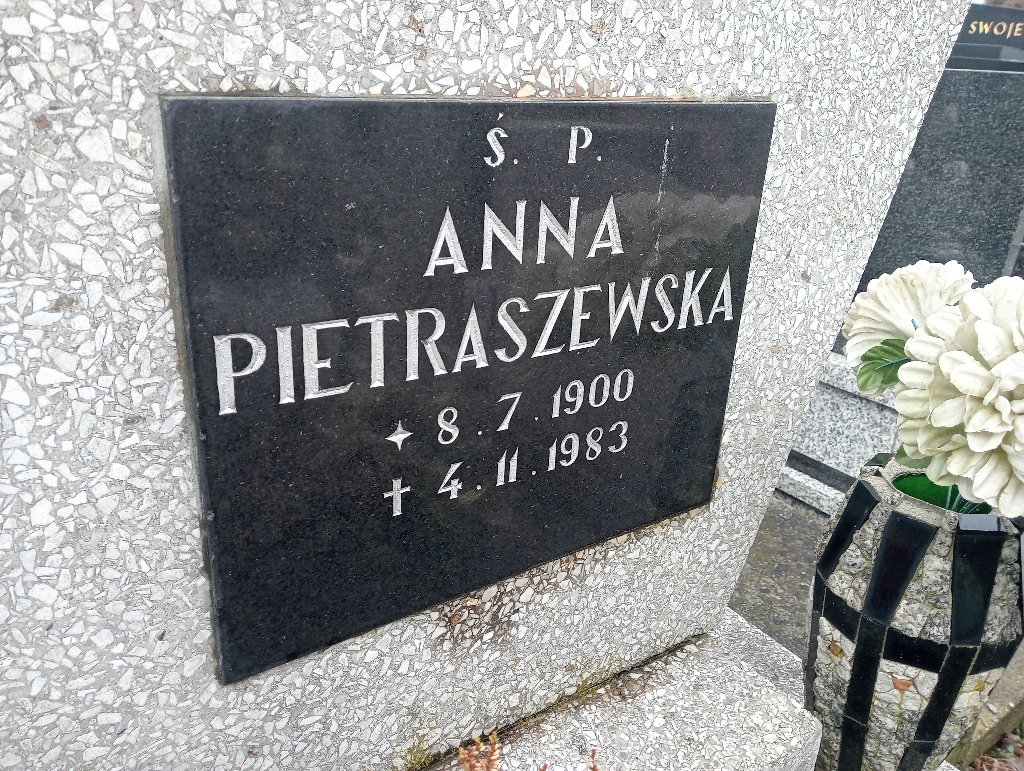 Ś. P.
ANNA
PIETRASZEWSKA
✦ 8.7.1900
✝ 4.11.1983
SWOJE